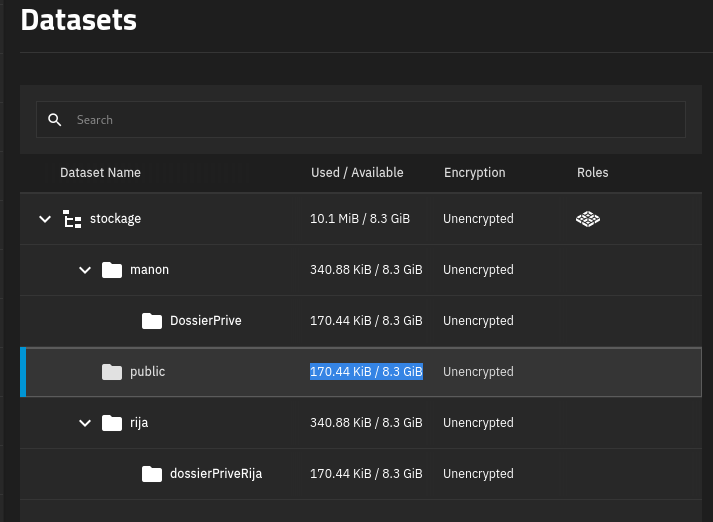 Datasets
Search
Dataset Name Used / Available Encryption Roles
stockage 10.1 MiB / 8.3 GiB Unencrypted
manon 340.88 KiB / 8.3 GiB Unencrypted
DossierPrive 170.44 KiB / 8.3 GiB Unencrypted
public 170.44 KiB / 8.3 GiB Unencrypted
rija 340.88 KiB / 8.3 GiB Unencrypted
dossierPriveRija 170.44 KiB / 8.3 GiB Unencrypted